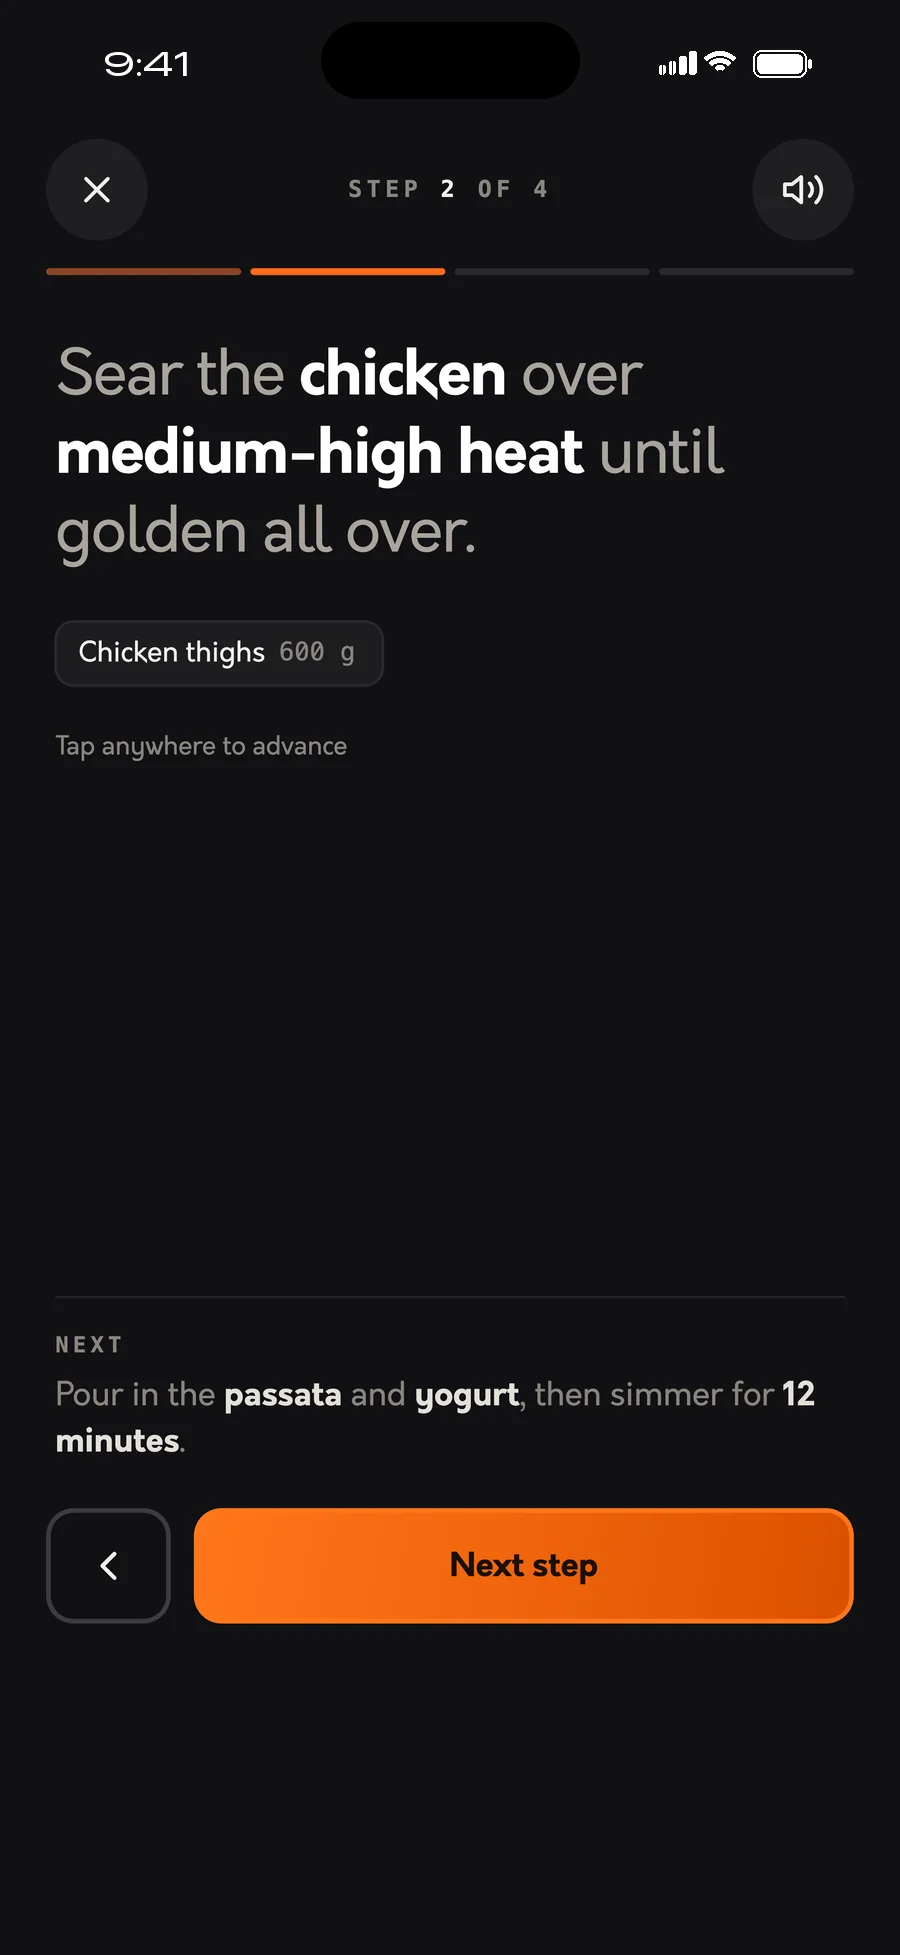 9:41
STEP 2 OF 4
Sear the chicken over
medium-high heat until
golden all over.
Chicken thighs 600 g
Tap anywhere to advance
NEXT
Pour in the passata and yogurt, then simmer for 12
minutes.
Next step